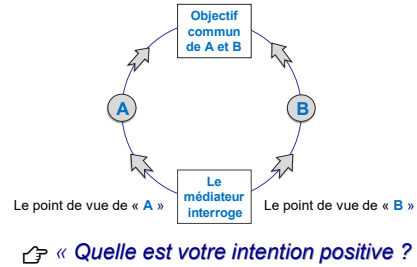 Objectif
commun
de A et B
A
B
Le
médiateur
interroge
Le point de vue de « A »
Le point de vue de « B »
« Quelle est votre intention positive ?